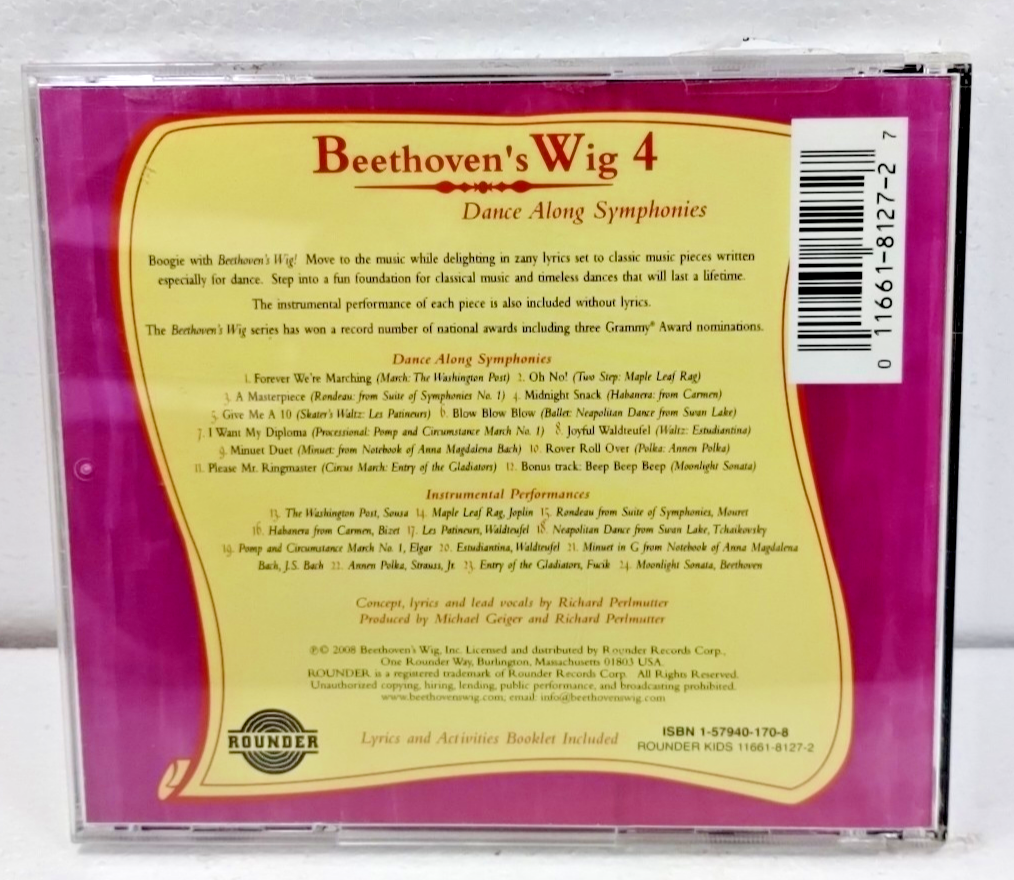 Beethoven's Wig 4
Dance Along Symphonies
Boogie with Beethoven's Wig! Move to the music while delighting in zany lyrics set to classic music pieces written
especially for dance. Step into a fun foundation for classical music and timeless dances that will last a lifetime.
The instrumental performance of each piece is also included without lyrics.
The Beethoven's Wig series has won a record number of national awards including three Grammy® Award nominations.
Dance Along Symphonies
1. Forever We're Marching (March: The Washington Post) 2. Oh No! (Two Step: Maple Leaf Rag)
3. A Masterpiece (Rondeau: from Suite of Symphonies No. 1) 4. Midnight Snack (Habanera: from Carmen)
5. Give Me A 10 (Skater's Waltz: Les Patineurs) 6. Blow Blow Blow (Ballet: Neapolitan Dance from Swan Lake)
7. I Want My Diploma (Processional: Pomp and Circumstance March No. 1) 8. Joyful Waldteufel (Waltz: Estudiantina)
9. Minuet Duet (Minuet: from Notebook of Anna Magdalena Bach) 10. Rover Roll Over (Polka: Annen Polka)
11. Please Mr. Ringmaster (Circus March: Entry of the Gladiators) 12. Bonus track: Beep Beep Beep (Moonlight Sonata)
Instrumental Performances
13. The Washington Post, Sousa 14. Maple Leaf Rag, Joplin 15. Rondeau from Suite of Symphonies, Mouret
16. Habanera from Carmen, Bizet 17. Les Patineurs, Waldteufel 18. Neapolitan Dance from Swan Lake, Tchaikovsky
19. Pomp and Circumstance March No. 1, Elgar 20. Estudiantina, Waldteufel 21. Minuet in G from Notebook of Anna Magdalena
Bach, J.S. Bach 22. Annen Polka, Strauss, Jr. 23. Entry of the Gladiators, Fucik 24. Moonlight Sonata, Beethoven
Concept, lyrics and lead vocals by Richard Perlmutter
Produced by Michael Geiger and Richard Perlmutter
℗© 2008 Beethoven's Wig, Inc. Licensed and distributed by Rounder Records Corp.,
One Rounder Way, Burlington, Massachusetts 01803 USA.
ROUNDER is a registered trademark of Rounder Records Corp. All Rights Reserved.
Unauthorized copying, hiring, lending, public performance, and broadcasting prohibited.
www.beethovenswig.com, email: info@beethovenswig.com
ROUNDER
Lyrics and Activities Booklet Included
ISBN 1-57940-170-8
ROUNDER KIDS 11661-8127-2
0 11661-8127-2 7